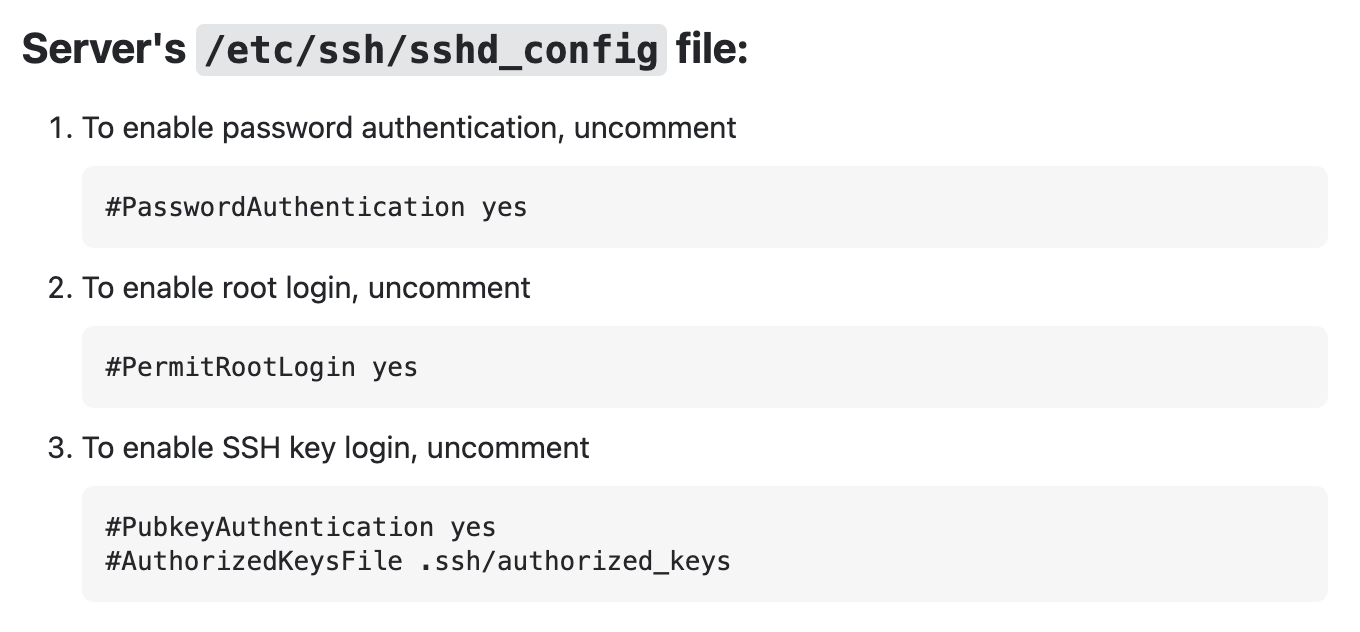 Server's /etc/ssh/sshd_config file:
1. To enable password authentication, uncomment
#PasswordAuthentication yes
2. To enable root login, uncomment
#PermitRootLogin yes
3. To enable SSH key login, uncomment
#PubkeyAuthentication yes
#AuthorizedKeysFile .ssh/authorized_keys